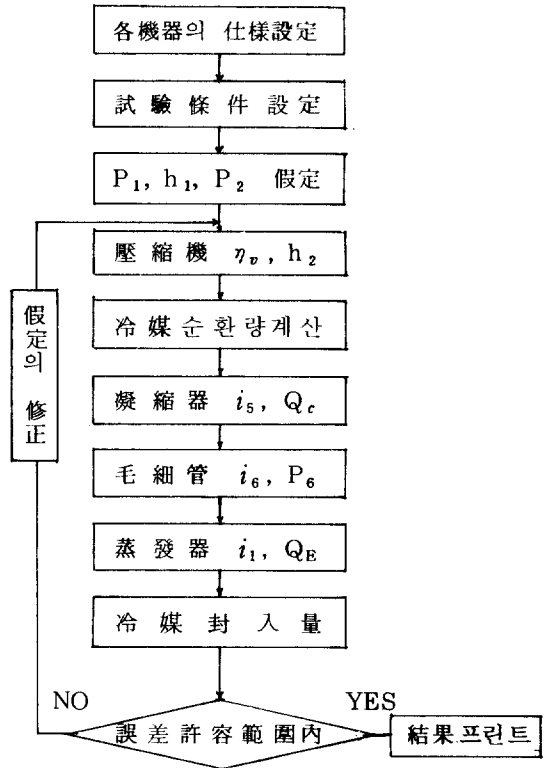 各機器의 仕樣設定
試驗條件設定
P₁, h₁, P₂ 假定
壓縮機 ηᵥ, h₂
冷媒순환량계산
凝縮器 i₅, Q_c
毛細管 i₆, P₆
蒸發器 i₁, Q_E
冷媒封入量
假定의 修正
NO
YES
誤差許容範圍內
結果프린트